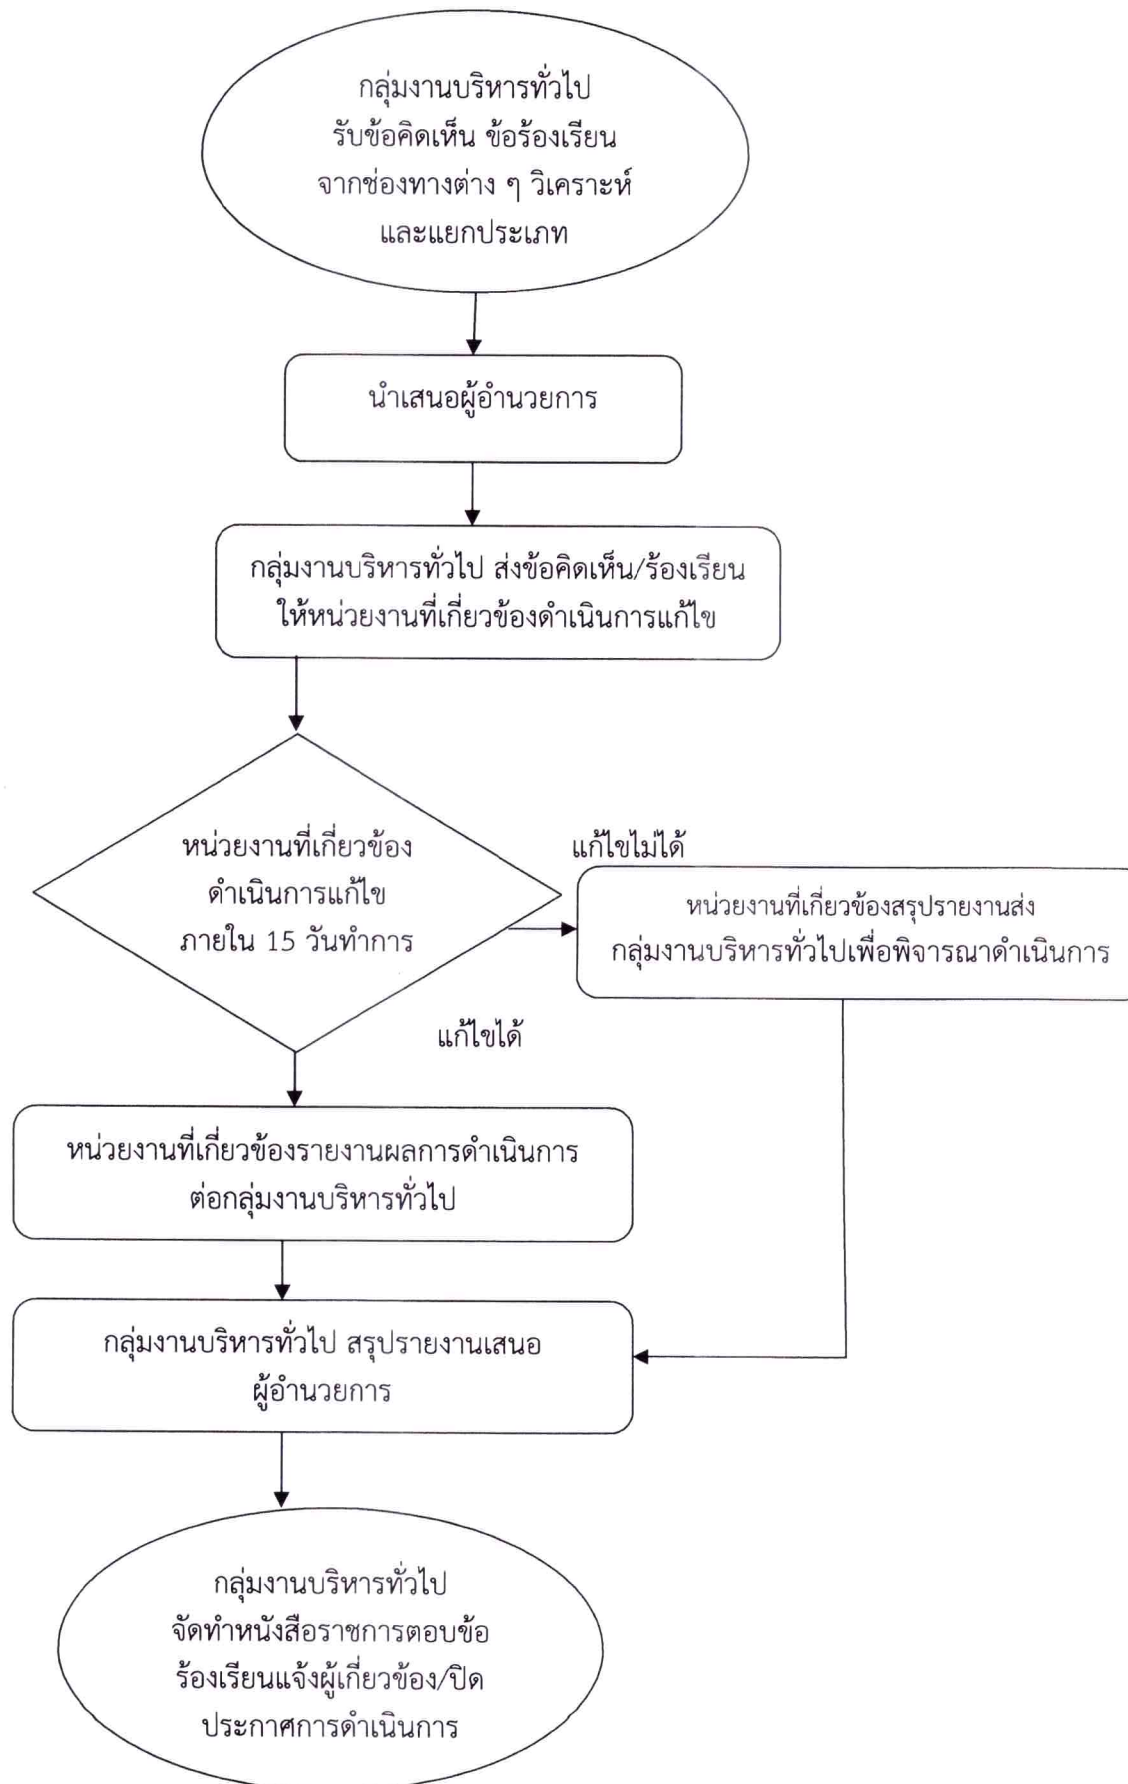 กลุ่มงานบริหารทั่วไป
รับข้อคิดเห็น ข้อร้องเรียน
จากช่องทางต่าง ๆ วิเคราะห์
และแยกประเภท
นำเสนอผู้อำนวยการ
กลุ่มงานบริหารทั่วไป ส่งข้อคิดเห็น/ร้องเรียน
ให้หน่วยงานที่เกี่ยวข้องดำเนินการแก้ไข
หน่วยงานที่เกี่ยวข้อง
ดำเนินการแก้ไข
ภายใน 15 วันทำการ
แก้ไขไม่ได้
หน่วยงานที่เกี่ยวข้องสรุปรายงานส่ง
กลุ่มงานบริหารทั่วไปเพื่อพิจารณาดำเนินการ
แก้ไขได้
หน่วยงานที่เกี่ยวข้องรายงานผลการดำเนินการ
ต่อกลุ่มงานบริหารทั่วไป
กลุ่มงานบริหารทั่วไป สรุปรายงานเสนอ
ผู้อำนวยการ
กลุ่มงานบริหารทั่วไป
จัดทำหนังสือราชการตอบข้อ
ร้องเรียนแจ้งผู้เกี่ยวข้อง/ปิด
ประกาศการดำเนินการ